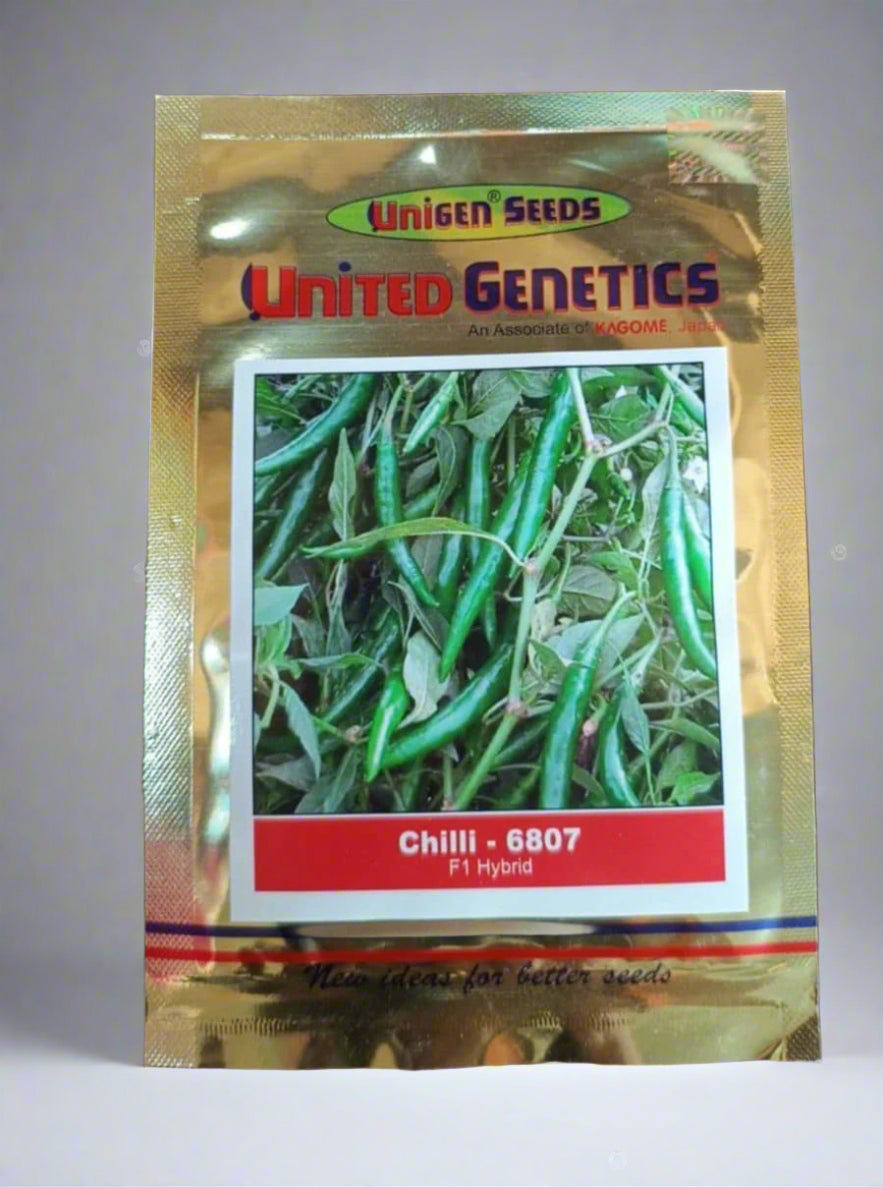 UniGEN® SEEDS
UNITED GENETICS
An Associate of KAGOME, Japan
Chilli - 6807
F1 Hybrid
New ideas for better seeds